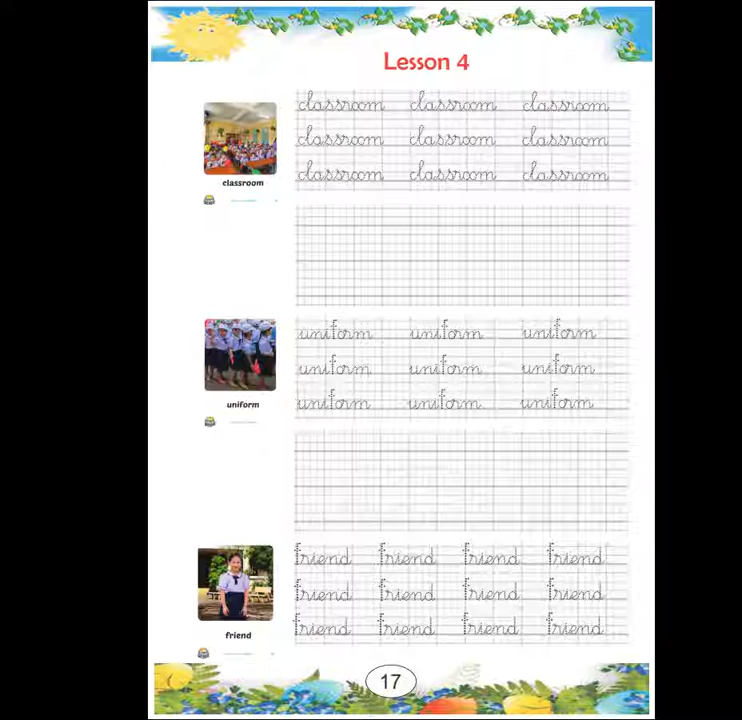 Lesson 4
classroom classroom classroom
classroom classroom classroom
classroom classroom classroom
classroom
uniform uniform uniform
uniform uniform uniform
uniform uniform uniform
uniform
friend friend friend friend
friend friend friend friend
friend friend friend friend
friend
17